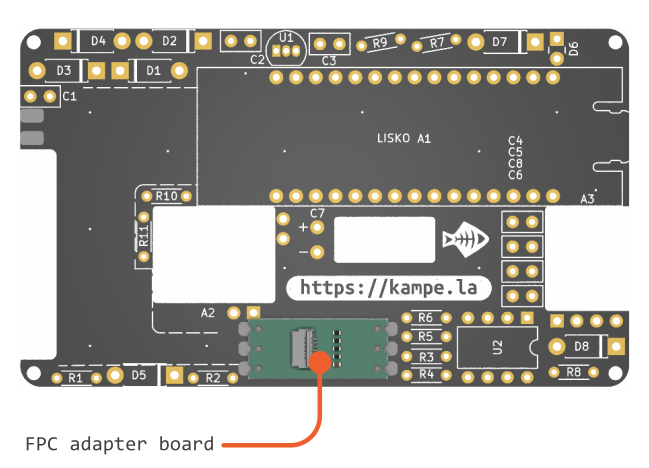 D4
D2
U1
R9
R7
D7
D6
C2
C3
D3
D1
C1
LISKO A1
C4
C5
C8
C6
R10
A3
C7
R11
+
−
https://kampe.la
A2
R6
R5
U2
R3
D8
R1
D5
R2
R4
R8
FPC adapter board